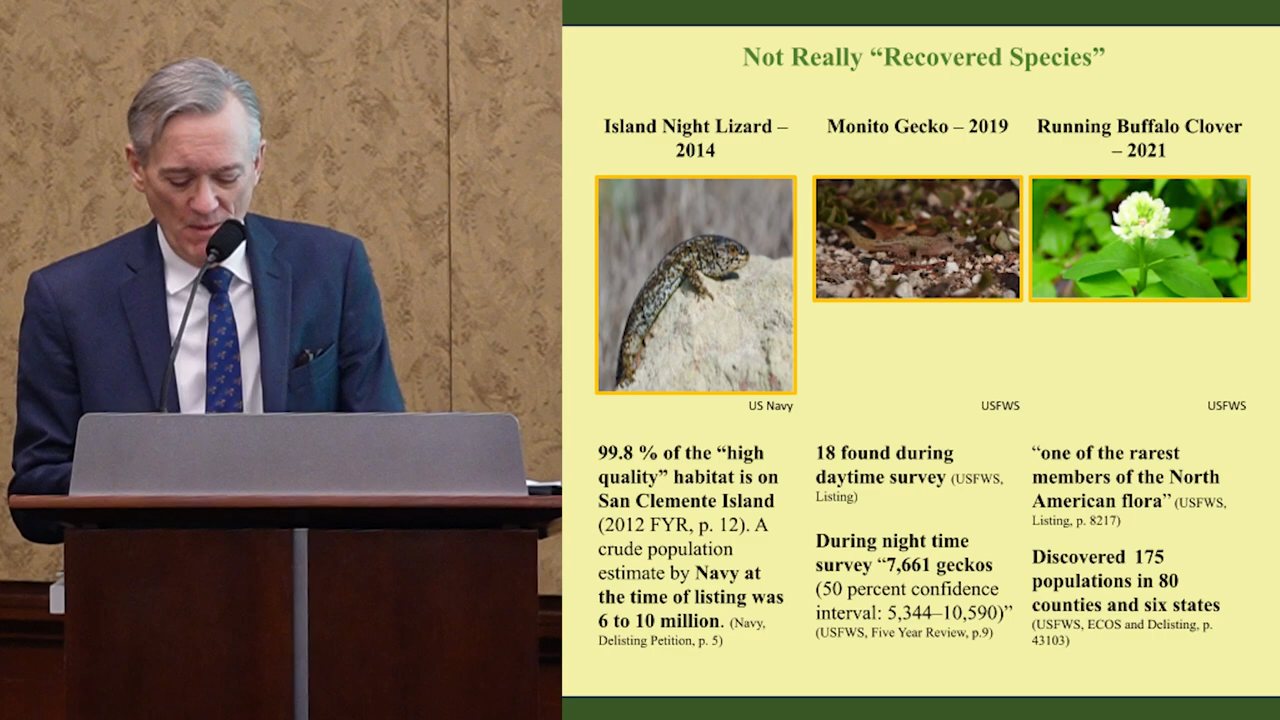 Not Really “Recovered Species”
Island Night Lizard –
2014
US Navy
99.8 % of the “high
quality” habitat is on
San Clemente Island
(2012 FYR, p. 12). A
crude population
estimate by Navy at
the time of listing was
6 to 10 million. (Navy,
Delisting Petition, p. 5)
Monito Gecko – 2019
USFWS
18 found during
daytime survey (USFWS,
Listing)
During night time
survey “7,661 geckos
(50 percent confidence
interval: 5,344–10,590)”
(USFWS, Five Year Review, p.9)
Running Buffalo Clover
– 2021
USFWS
“one of the rarest
members of the North
American flora” (USFWS,
Listing, p. 8217)
Discovered 175
populations in 80
counties and six states
(USFWS, ECOS and Delisting, p.
43103)